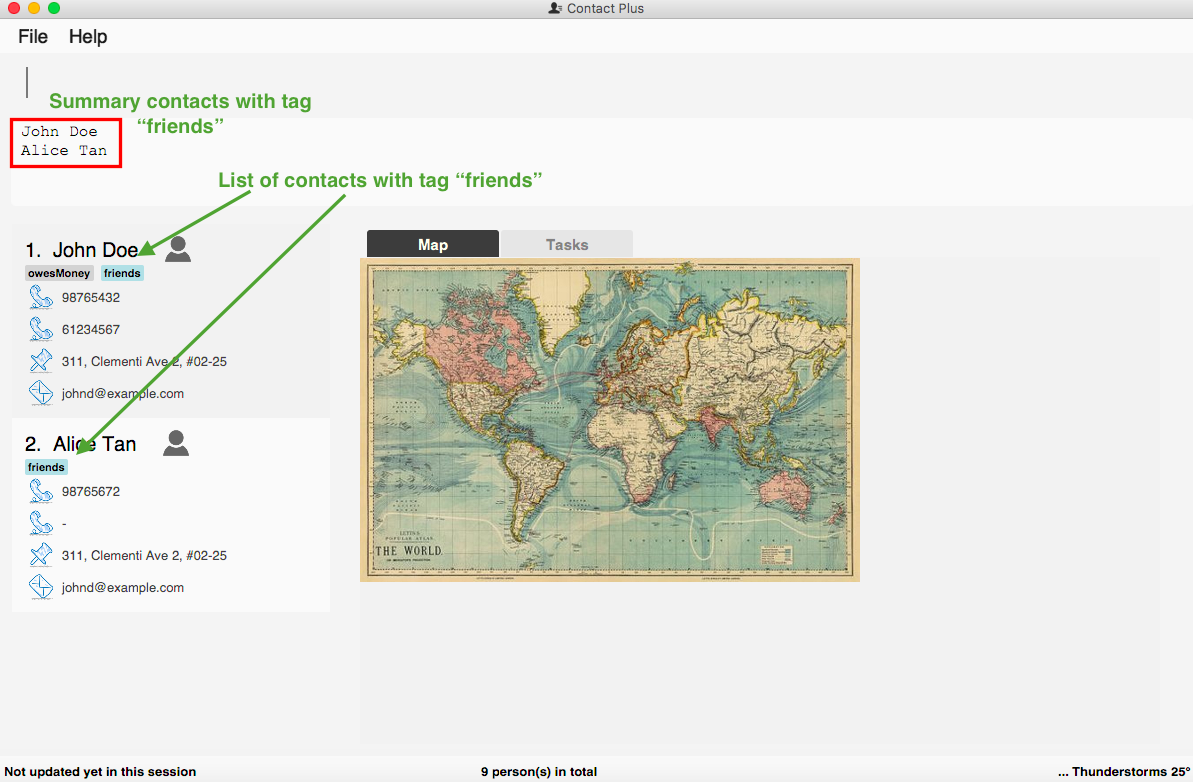 Contact Plus
File Help
Summary contacts with tag
“friends”
John Doe
Alice Tan
List of contacts with tag “friends”
1. John Doe
owesMoney friends
98765432
61234567
311, Clementi Ave 2, #02-25
johnd@example.com
2. Alice Tan
friends
98765672
-
311, Clementi Ave 2, #02-25
johnd@example.com
Map Tasks
LETTS'S
POPULAR ATLAS.
THE WORLD.
Not updated yet in this session
9 person(s) in total
... Thunderstorms 25°